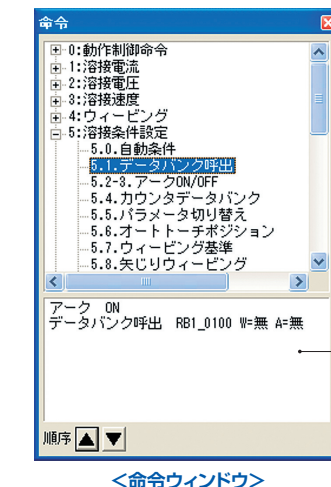 命令
0:動作制御命令
1:溶接電流
2:溶接電圧
3:溶接速度
4:ウィービング
5:溶接条件設定
5.0.自動条件
5.1.データバンク呼出
5.2-3.アークON/OFF
5.4.カウンタデータバンク
5.5.パラメータ切り替え
5.6.オートトーチポジション
5.7.ウィービング基準
5.8.矢じりウィービング
アーク ON
データバンク呼出 RB1_0100 W=無 A=無
順序
<命令ウィンドウ>